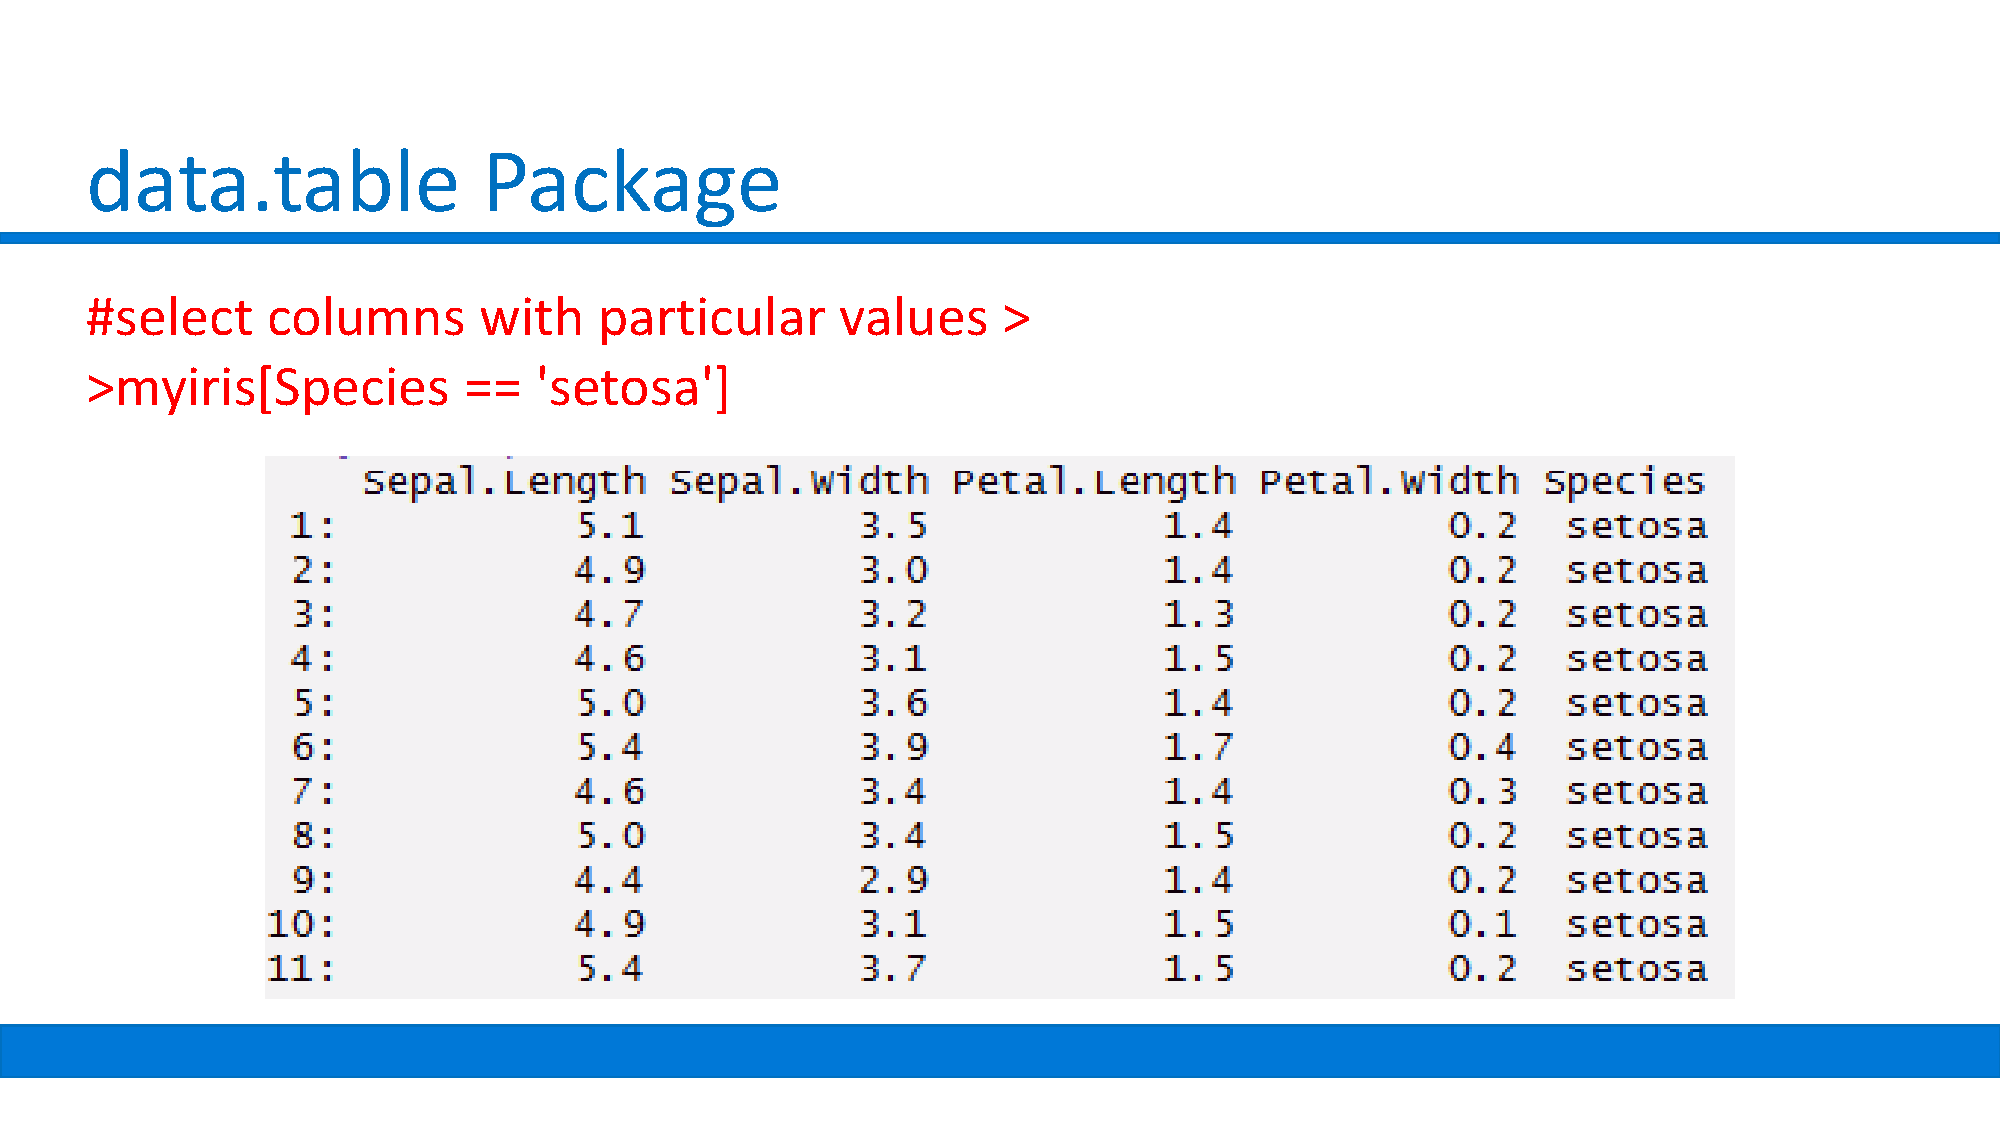 data.table Package
#select columns with particular values >
>myiris[Species == 'setosa']
Sepal.Length Sepal.Width Petal.Length Petal.Width Species
1: 5.1 3.5 1.4 0.2 setosa
2: 4.9 3.0 1.4 0.2 setosa
3: 4.7 3.2 1.3 0.2 setosa
4: 4.6 3.1 1.5 0.2 setosa
5: 5.0 3.6 1.4 0.2 setosa
6: 5.4 3.9 1.7 0.4 setosa
7: 4.6 3.4 1.4 0.3 setosa
8: 5.0 3.4 1.5 0.2 setosa
9: 4.4 2.9 1.4 0.2 setosa
10: 4.9 3.1 1.5 0.1 setosa
11: 5.4 3.7 1.5 0.2 setosa